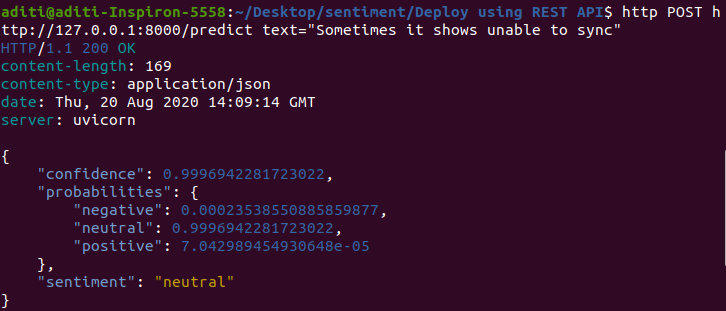 aditi@aditi-Inspiron-5558:~/Desktop/sentiment/Deploy using REST API$ http POST h
ttp://127.0.0.1:8000/predict text="Sometimes it shows unable to sync"
HTTP/1.1 200 OK
content-length: 169
content-type: application/json
date: Thu, 20 Aug 2020 14:09:14 GMT
server: uvicorn

{
    "confidence": 0.9996942281723022,
    "probabilities": {
        "negative": 0.00023538550885859877,
        "neutral": 0.9996942281723022,
        "positive": 7.042989454930648e-05
    },
    "sentiment": "neutral"
}